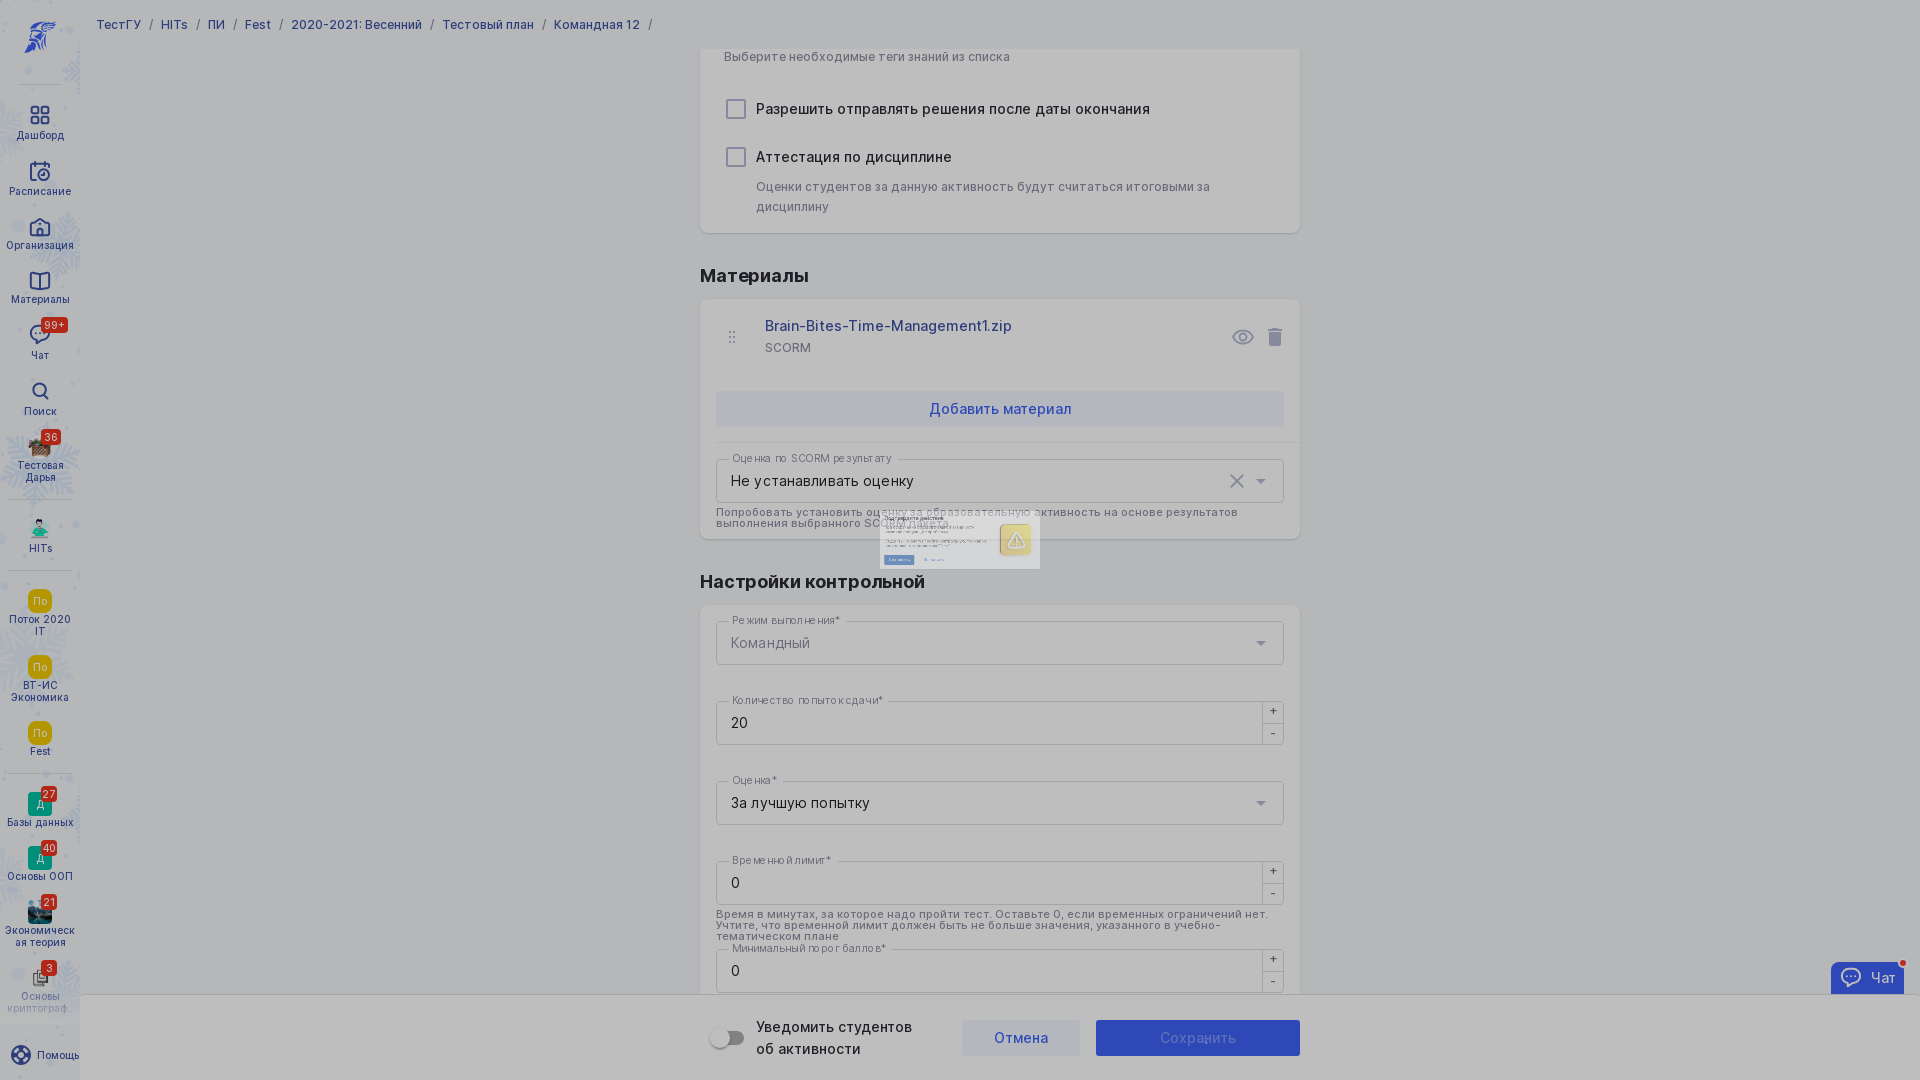 ТестГУ / HITs / ПИ / Fest / 2020-2021: Весенний / Тестовый план / Командная 12 /
Дашборд
Расписание
Организация
Материалы
99+
Чат
Поиск
36
Тестовая
Дарья
HITs
По
Поток 2020
IT
По
ВТ-ИС
Экономика
По
Fest
27
Д
Базы данных
40
Д
Основы ООП
21
Экономическ
ая теория
3
Основы
криптограф...
Помощь
Выберите необходимые теги знаний из списка
Разрешить отправлять решения после даты окончания
Аттестация по дисциплине
Оценки студентов за данную активность будут считаться итоговыми за
дисциплину
Материалы
Brain-Bites-Time-Management1.zip
SCORM
Добавить материал
Оценка по SCORM результату
Не устанавливать оценку
Попробовать установить оценку за образовательную активность на основе результатов
выполнения выбранного SCORM пакета
Настройки контрольной
Режим выполнения*
Командный
Количество попыток сдачи*
20
+
-
Оценка*
За лучшую попытку
Временной лимит*
0
+
-
Время в минутах, за которое надо пройти тест. Оставьте 0, если временных ограничений нет.
Учтите, что временной лимит должен быть не больше значения, указанного в учебно-
тематическом плане
Минимальный порог баллов*
0
+
-
Уведомить студентов
об активности
Отмена
Сохранить
Чат